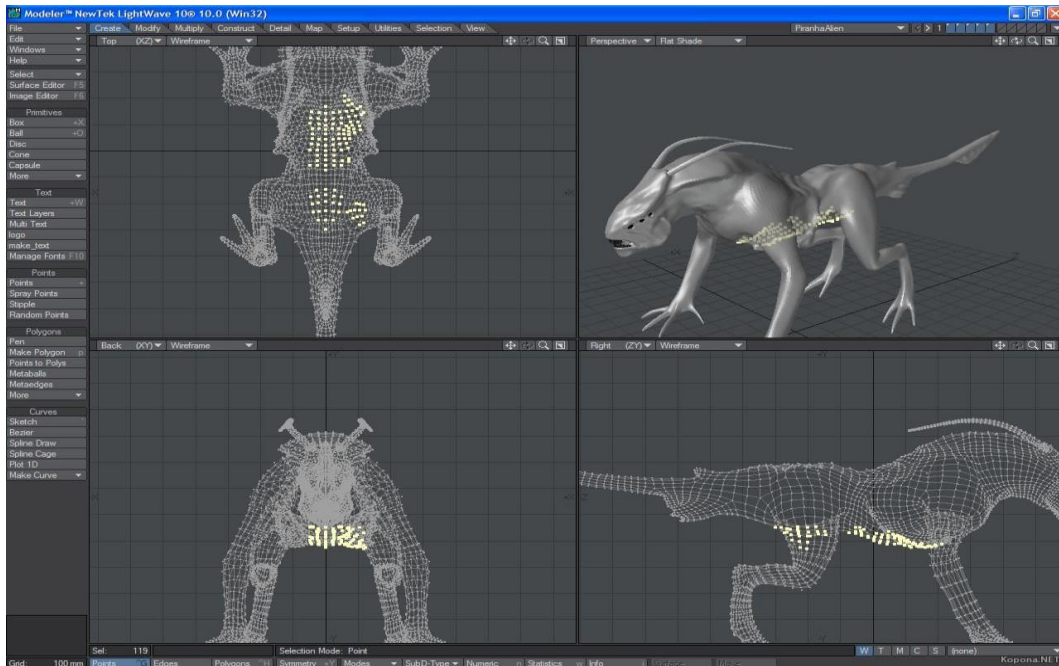 Modeler™ NewTek LightWave 10® 10.0 (Win32)
File
Edit
Windows
Help
Select
Surface Editor F5
Image Editor F6
Primitives
Box +X
Ball +O
Disc
Cone
Capsule
More
Text
Text +W
Text Layers
Multi Text
logo
make_text
Manage Fonts F10
Points
Points +
Spray Points
Stipple
Random Points
Polygons
Pen
Make Polygon p
Points to Polys
Metaballs
Metaedges
More
Curves
Sketch
Bezier
Spline Draw
Spline Cage
Plot 1D
Make Curve
Create Modify Multiply Construct Detail Map Setup Utilities Selection View
PiranhaAlien 1
Top (XZ) Wireframe
Perspective Flat Shade
Back (XY) Wireframe
Right (ZY) Wireframe
Sel: 119 Selection Mode: Point
W T M C S (none)
Grid: 100 mm Points ^G Edges Polygons ^H Symmetry +Y Modes SubD-Type Numeric n Statistics w Info i
Kopona.NET